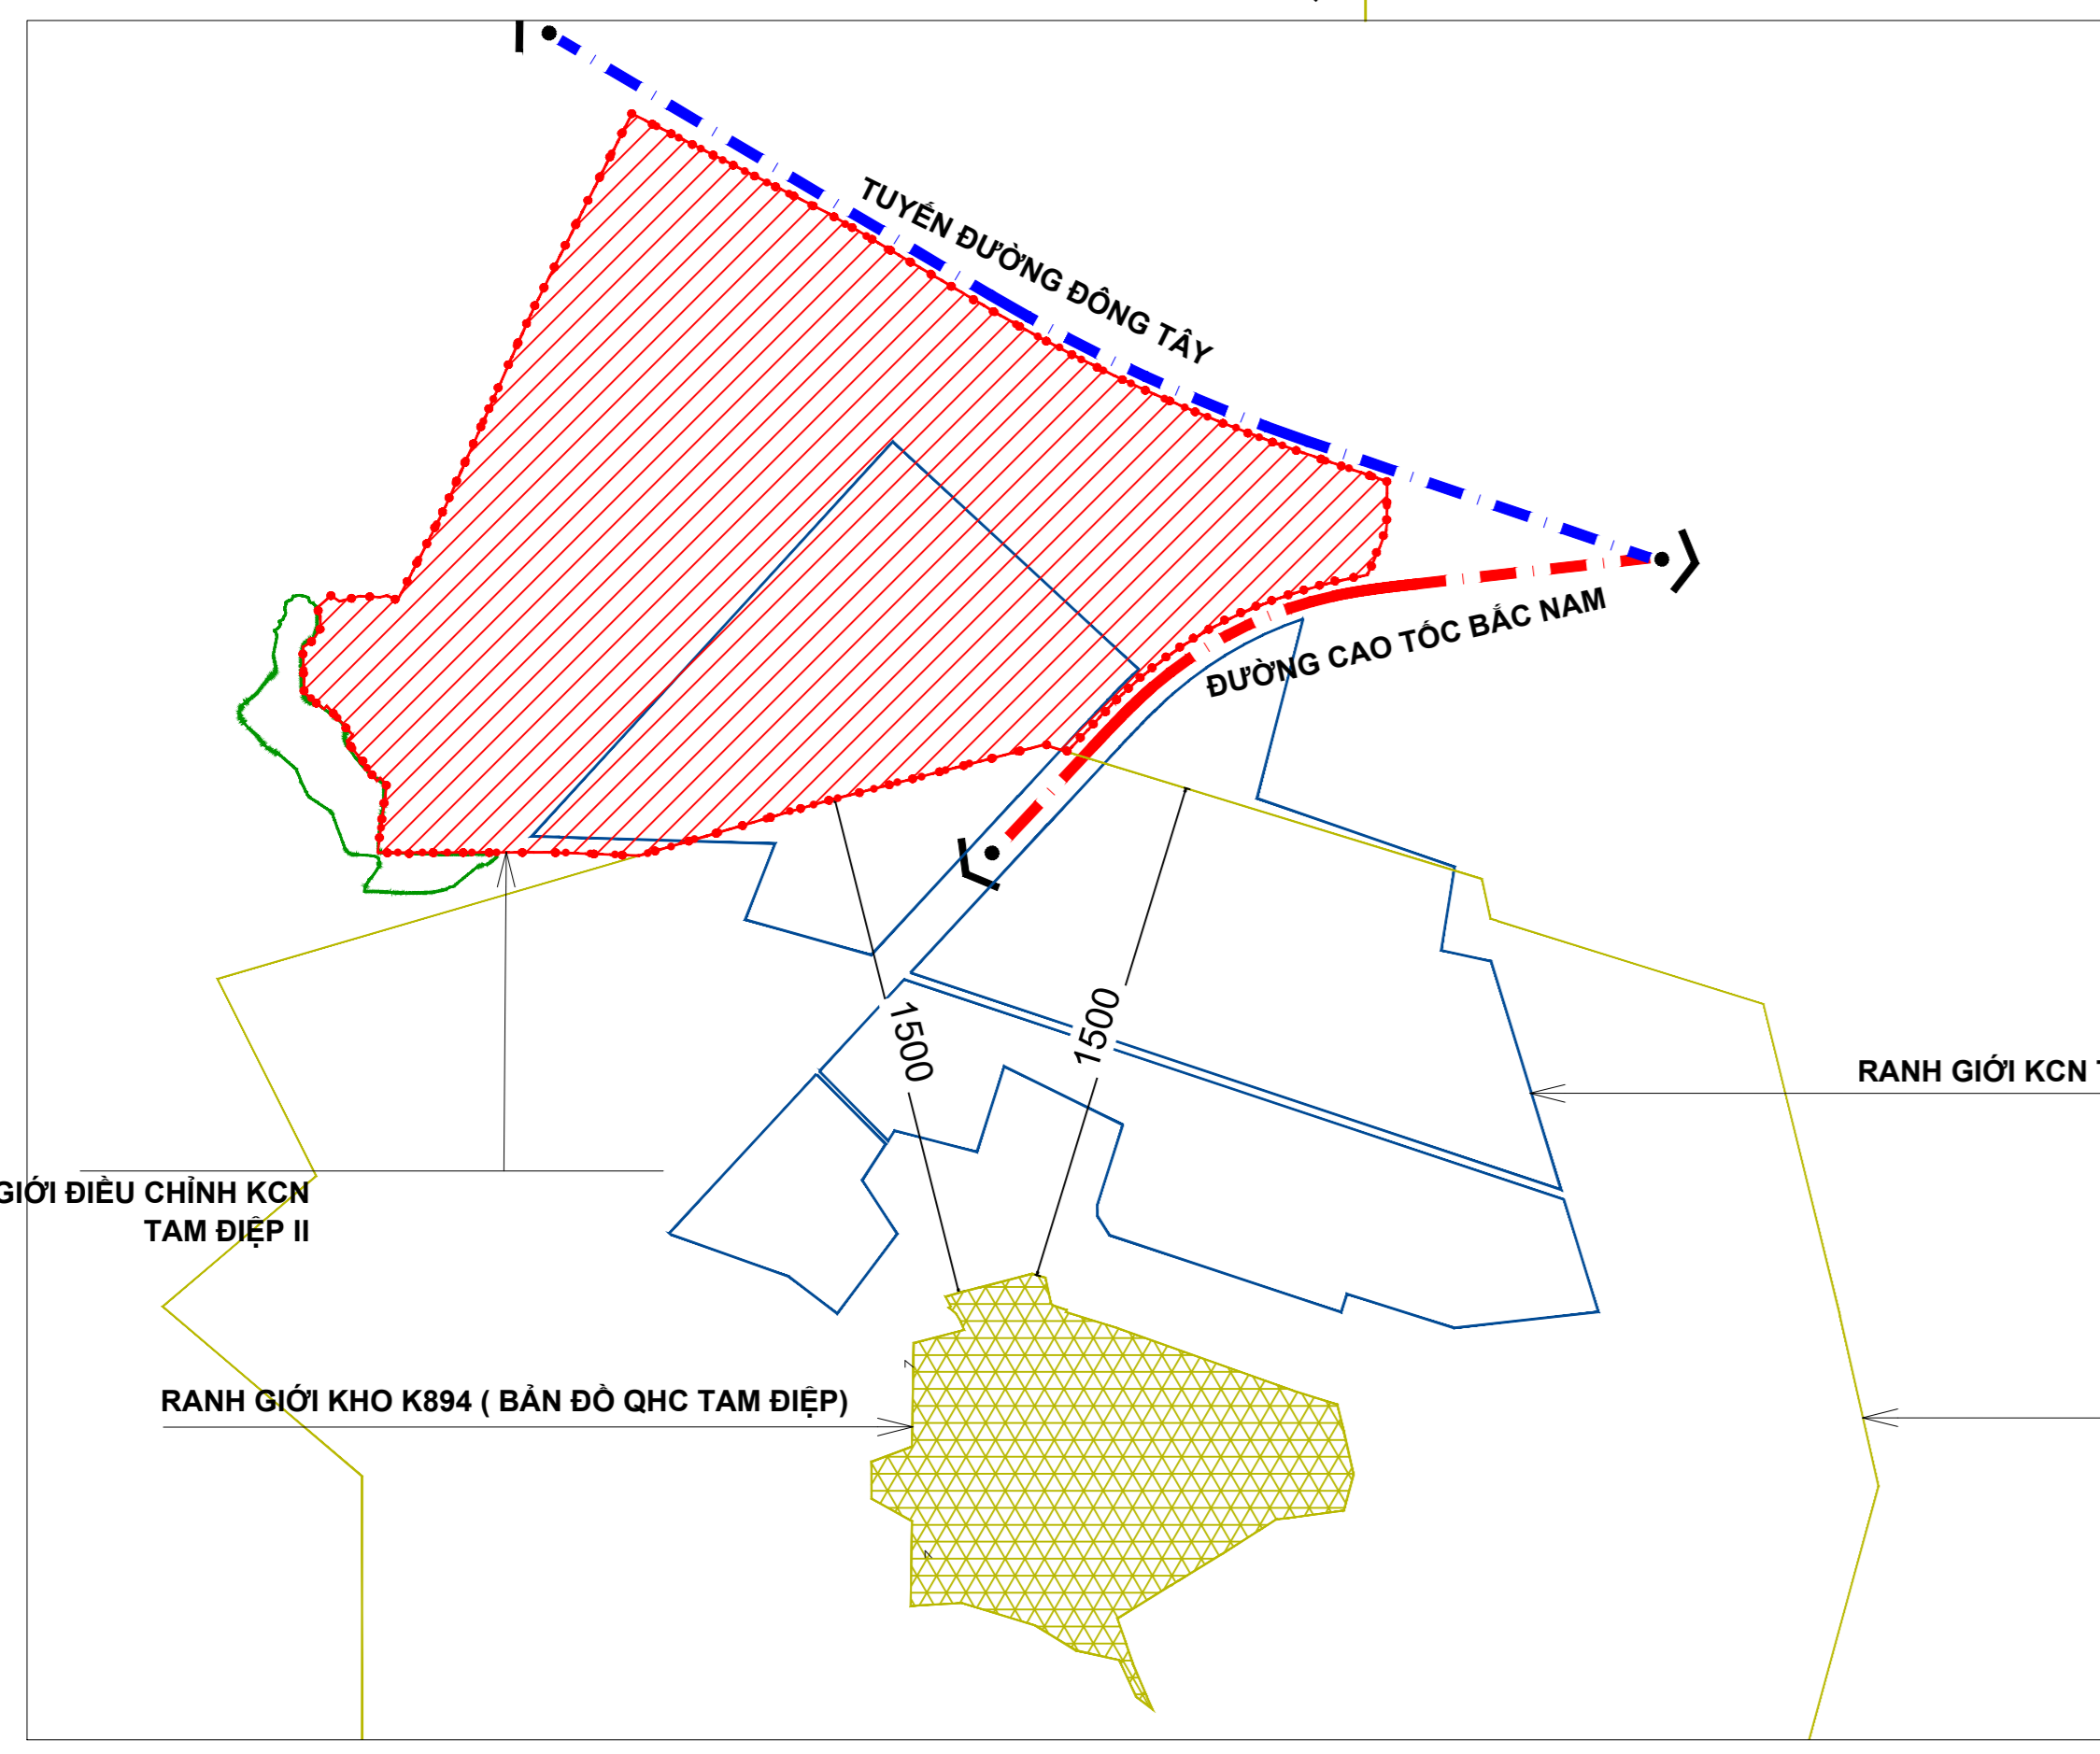 TUYẾN ĐƯỜNG ĐÔNG TÂY
ĐƯỜNG CAO TỐC BẮC NAM
1500
1500
RANH GIỚI KCN
GIỚI ĐIỀU CHỈNH KCN
TAM ĐIỆP II
RANH GIỚI KHO K894 ( BẢN ĐỒ QHC TAM ĐIỆP)